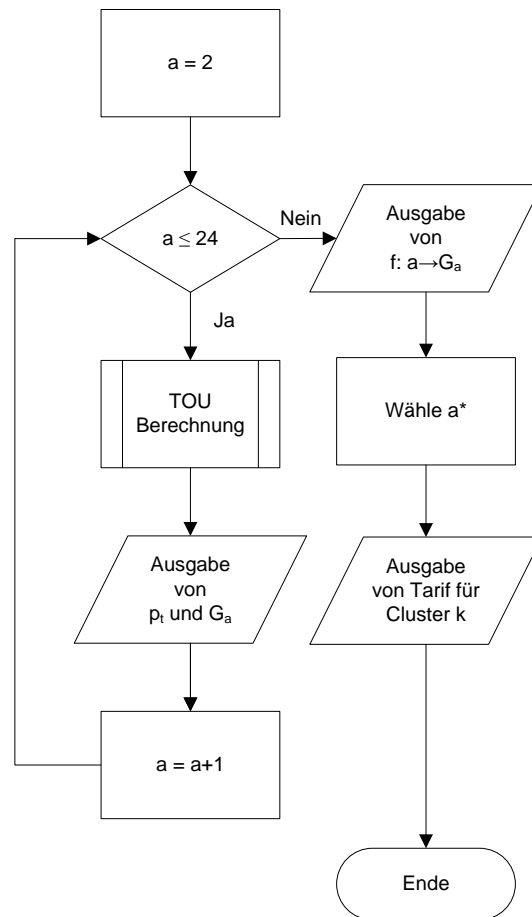 a = 2
a ≤ 24
Nein
Ja
TOU
Berechnung
Ausgabe
von
pₜ und Gₐ
a = a+1
Ausgabe
von
f: a→Gₐ
Wähle a*
Ausgabe
von Tarif für
Cluster k
Ende